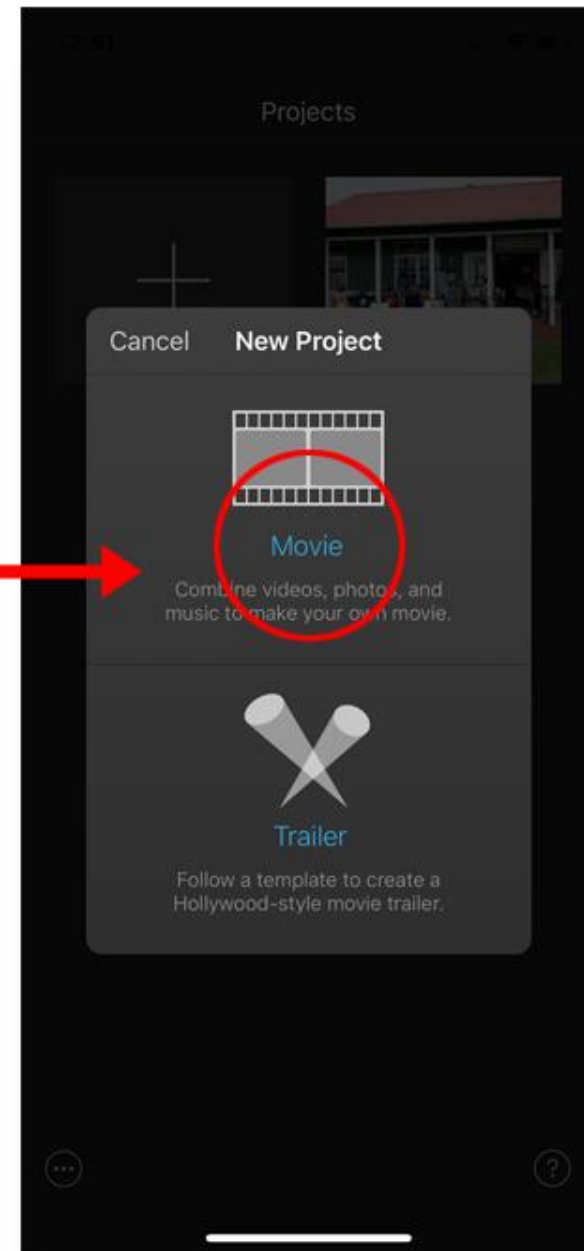 Projects
Cancel New Project
Movie
Combine videos, photos, and
music to make your own movie.
Trailer
Follow a template to create a
Hollywood-style movie trailer.
?